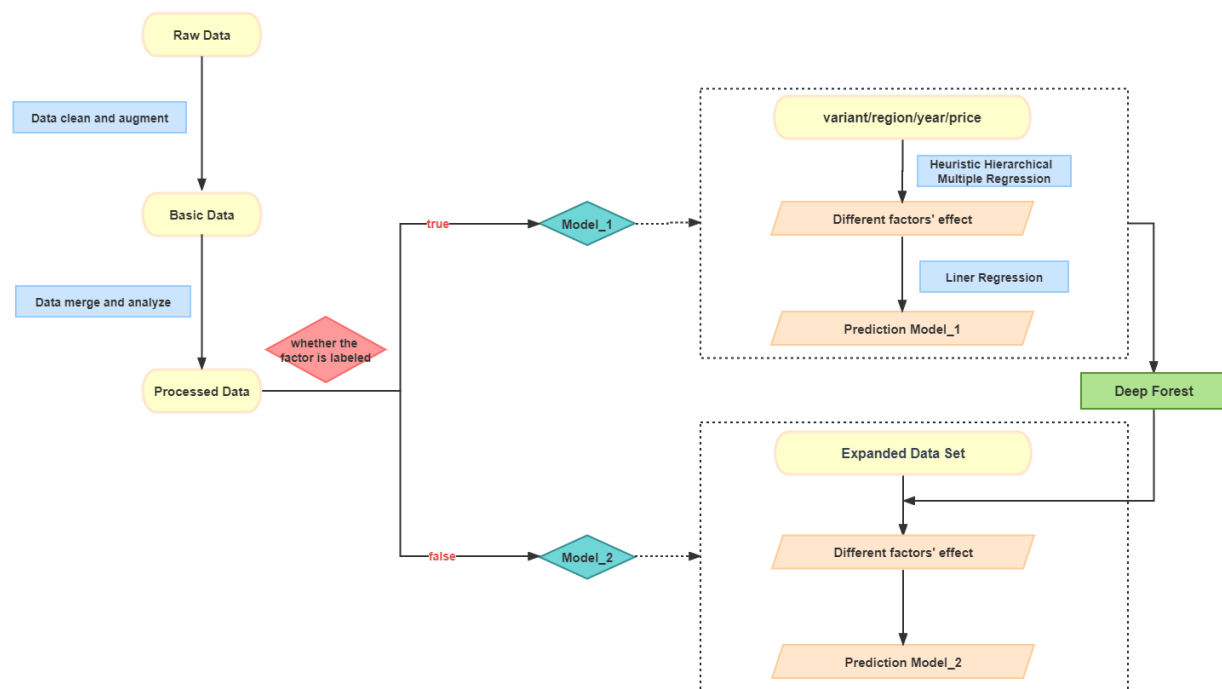 Raw Data
Data clean and augment
Basic Data
Data merge and analyze
Processed Data
whether the
factor is labeled
true
Model_1
variant/region/year/price
Heuristic Hierarchical
Multiple Regression
Different factors' effect
Liner Regression
Prediction Model_1
Deep Forest
false
Model_2
Expanded Data Set
Different factors' effect
Prediction Model_2